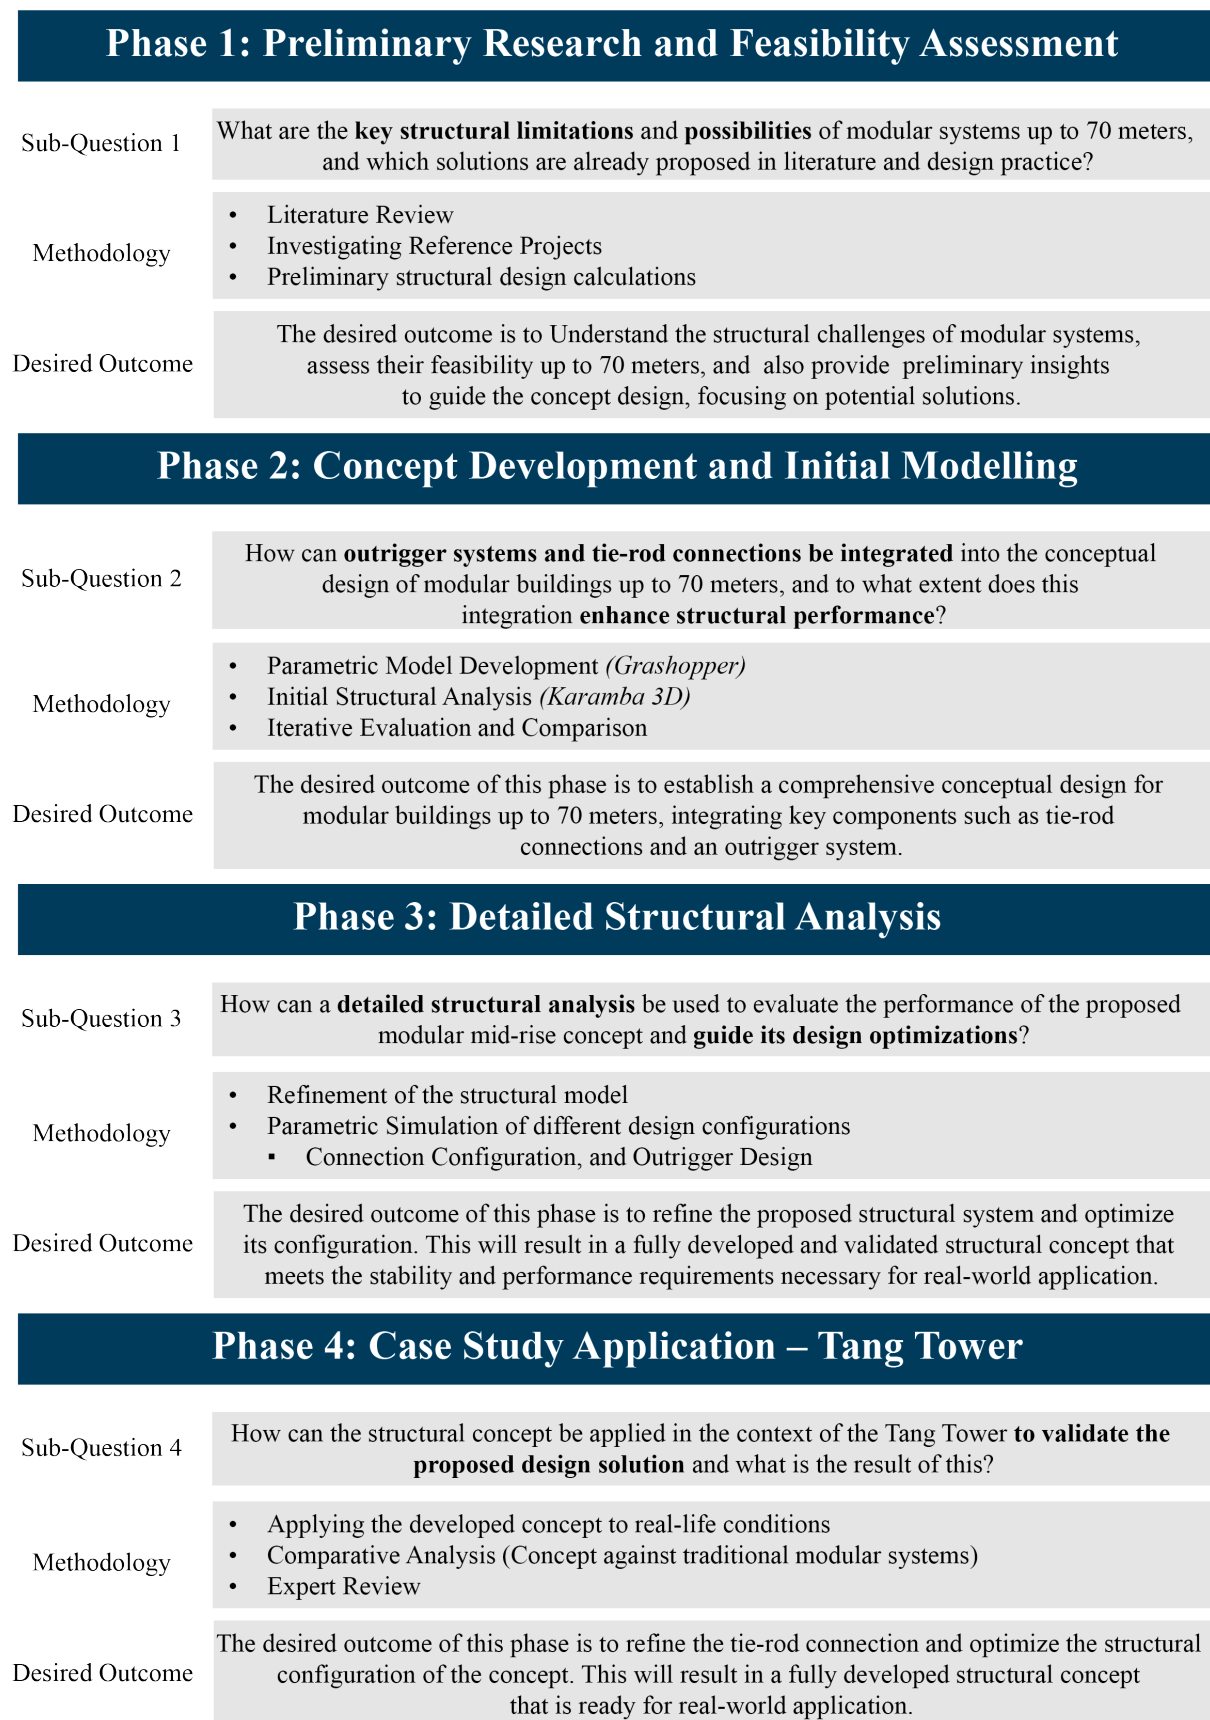 Phase 1: Preliminary Research and Feasibility Assessment
Sub-Question 1
What are the key structural limitations and possibilities of modular systems up to 70 meters,
and which solutions are already proposed in literature and design practice?
Methodology
• Literature Review
• Investigating Reference Projects
• Preliminary structural design calculations
Desired Outcome
The desired outcome is to Understand the structural challenges of modular systems,
assess their feasibility up to 70 meters, and also provide preliminary insights
to guide the concept design, focusing on potential solutions.
Phase 2: Concept Development and Initial Modelling
Sub-Question 2
How can outrigger systems and tie-rod connections be integrated into the conceptual
design of modular buildings up to 70 meters, and to what extent does this
integration enhance structural performance?
Methodology
• Parametric Model Development (Grashopper)
• Initial Structural Analysis (Karamba 3D)
• Iterative Evaluation and Comparison
Desired Outcome
The desired outcome of this phase is to establish a comprehensive conceptual design for
modular buildings up to 70 meters, integrating key components such as tie-rod
connections and an outrigger system.
Phase 3: Detailed Structural Analysis
Sub-Question 3
How can a detailed structural analysis be used to evaluate the performance of the proposed
modular mid-rise concept and guide its design optimizations?
Methodology
• Refinement of the structural model
• Parametric Simulation of different design configurations
▪ Connection Configuration, and Outrigger Design
Desired Outcome
The desired outcome of this phase is to refine the proposed structural system and optimize
its configuration. This will result in a fully developed and validated structural concept that
meets the stability and performance requirements necessary for real-world application.
Phase 4: Case Study Application – Tang Tower
Sub-Question 4
How can the structural concept be applied in the context of the Tang Tower to validate the
proposed design solution and what is the result of this?
Methodology
• Applying the developed concept to real-life conditions
• Comparative Analysis (Concept against traditional modular systems)
• Expert Review
Desired Outcome
The desired outcome of this phase is to refine the tie-rod connection and optimize the structural
configuration of the concept. This will result in a fully developed structural concept
that is ready for real-world application.